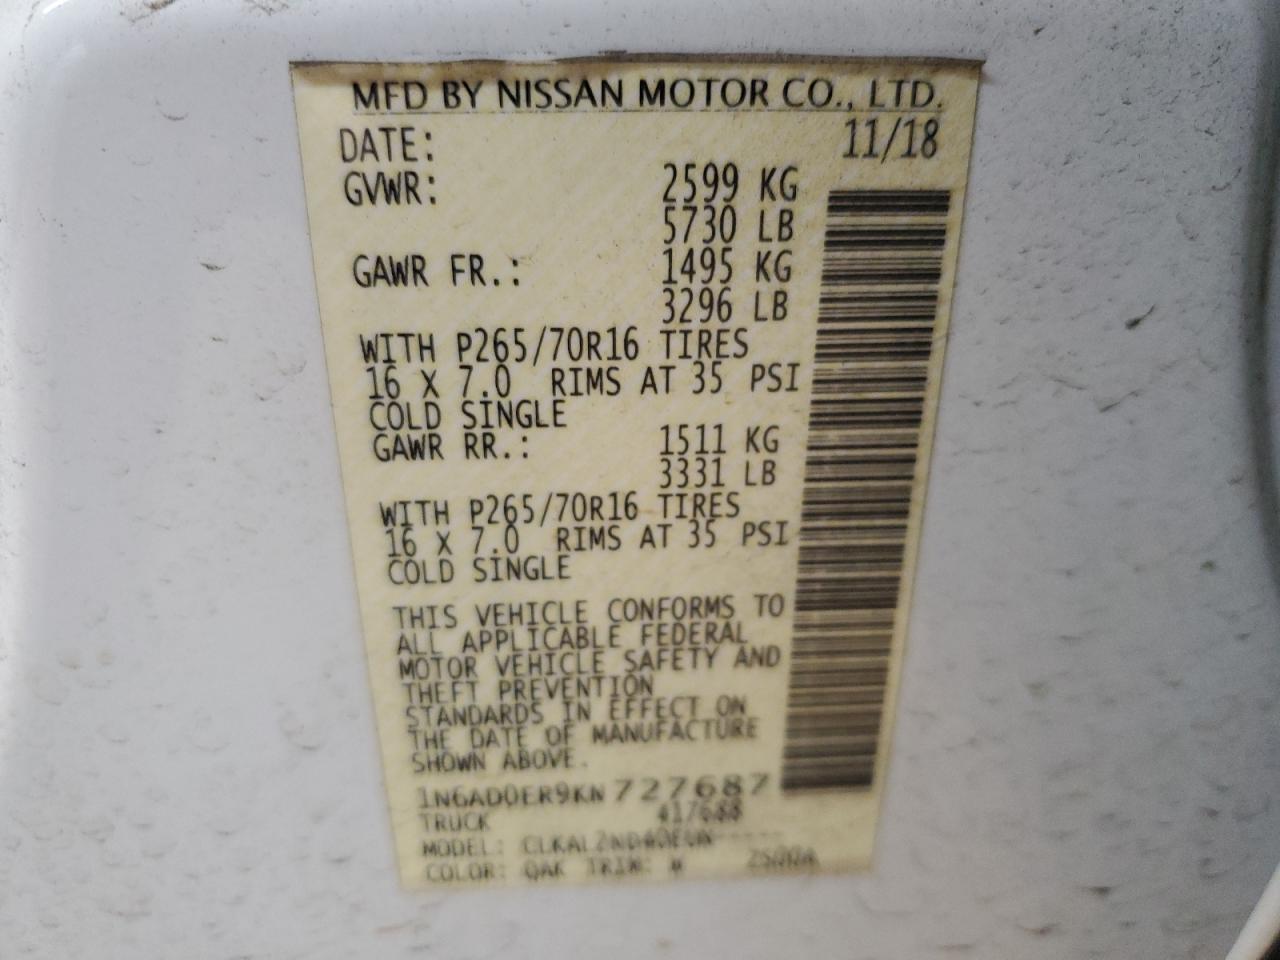 MFD BY NISSAN MOTOR CO., LTD.
DATE: 11/18
GVWR: 2599 KG
5730 LB
GAWR FR.: 1495 KG
3296 LB
WITH P265/70R16 TIRES
16 X 7.0 RIMS AT 35 PSI
COLD SINGLE
GAWR RR.: 1511 KG
3331 LB
WITH P265/70R16 TIRES
16 X 7.0 RIMS AT 35 PSI
COLD SINGLE
THIS VEHICLE CONFORMS TO
ALL APPLICABLE FEDERAL
MOTOR VEHICLE SAFETY AND
THEFT PREVENTION
STANDARDS IN EFFECT ON
THE DATE OF MANUFACTURE
SHOWN ABOVE.
1N6AD0ER9KN727687
TRUCK 417688
MODEL:
COLOR: QAK TRIM: